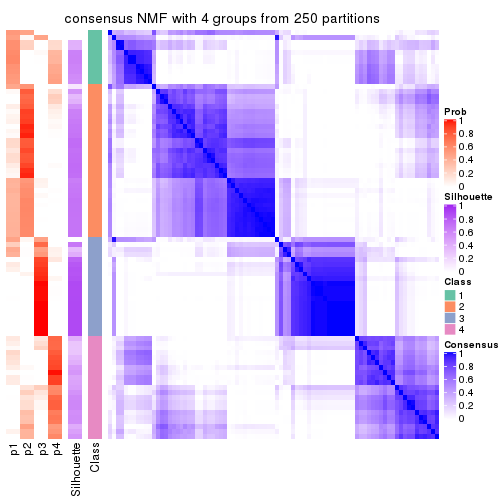 consensus NMF with 4 groups from 250 partitions
Prob
1
0.8
0.6
0.4
0.2
0
Silhouette
1
0.8
0.6
0.4
0.2
0
Class
1
2
3
4
Consensus
1
0.8
0.6
0.4
0.2
0
p1
p2
p3
p4
Silhouette
Class